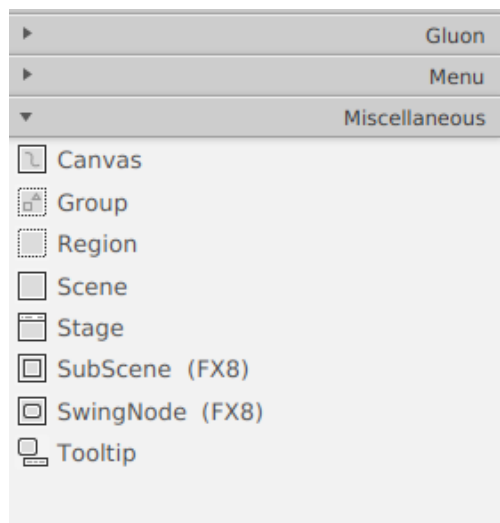 Gluon
Menu
Miscellaneous
Canvas
Group
Region
Scene
Stage
SubScene (FX8)
SwingNode (FX8)
Tooltip